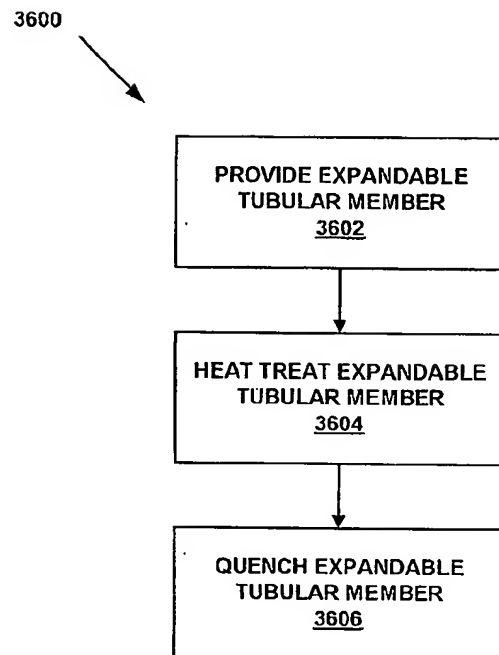 3600
PROVIDE EXPANDABLE
TUBULAR MEMBER
3602
HEAT TREAT EXPANDABLE
TUBULAR MEMBER
3604
QUENCH EXPANDABLE
TUBULAR MEMBER
3606